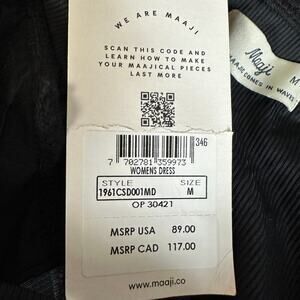 WE ARE MAAJI
SCAN THIS CODE AND
LEARN HOW TO MAKE
YOUR MAAJICAL PIECES
LAST MORE
346
7 702781 359973
WOMENS DRESS
STYLE SIZE
1961CSD001MD M
OP 30421
MSRP USA 89.00
MSRP CAD 117.00
www.maaji.co
Maaji M
MAAJI COMES IN WAVES